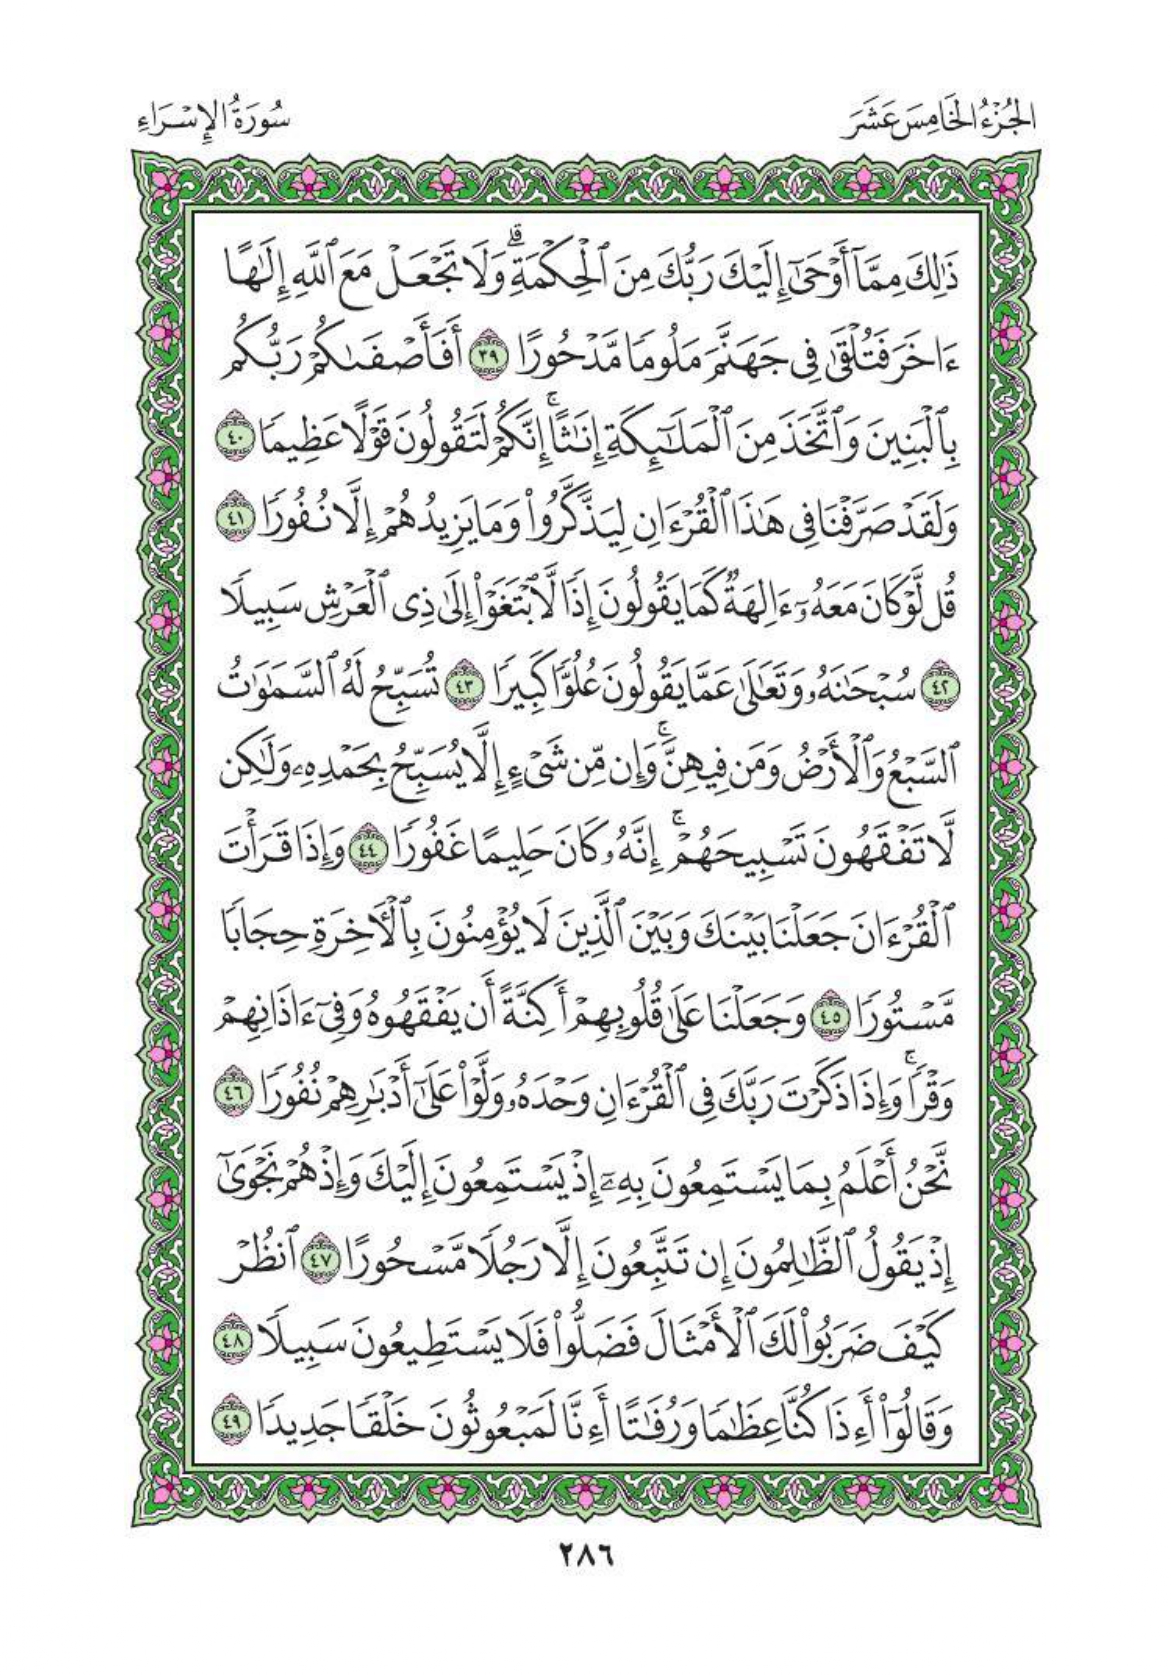 الجُزْءُ الخَامِسَ عَشَرَ
سُورَةُ الإِسْرَاءِ
ذَٰلِكَ مِمَّآ أَوْحَىٰٓ إِلَيْكَ رَبُّكَ مِنَ ٱلْحِكْمَةِۗ وَلَا تَجْعَلْ مَعَ ٱللَّهِ إِلَٰهًا
ءَاخَرَ فَتُلْقَىٰ فِى جَهَنَّمَ مَلُومًا مَّدْحُورًا ٣٩ أَفَأَصْفَىٰكُمْ رَبُّكُم
بِٱلْبَنِينَ وَٱتَّخَذَ مِنَ ٱلْمَلَٰٓئِكَةِ إِنَٰثًاۚ إِنَّكُمْ لَتَقُولُونَ قَوْلًا عَظِيمًا ٤٠
وَلَقَدْ صَرَّفْنَا فِى هَٰذَا ٱلْقُرْءَانِ لِيَذَّكَّرُوا۟ وَمَا يَزِيدُهُمْ إِلَّا نُفُورًا ٤١
قُل لَّوْ كَانَ مَعَهُۥٓ ءَالِهَةٌ كَمَا يَقُولُونَ إِذًا لَّٱبْتَغَوْا۟ إِلَىٰ ذِى ٱلْعَرْشِ سَبِيلًا
٤٢ سُبْحَٰنَهُۥ وَتَعَٰلَىٰ عَمَّا يَقُولُونَ عُلُوًّا كَبِيرًا ٤٣ تُسَبِّحُ لَهُ ٱلسَّمَٰوَٰتُ
ٱلسَّبْعُ وَٱلْأَرْضُ وَمَن فِيهِنَّۚ وَإِن مِّن شَىْءٍ إِلَّا يُسَبِّحُ بِحَمْدِهِۦ وَلَٰكِن
لَّا تَفْقَهُونَ تَسْبِيحَهُمْۚ إِنَّهُۥ كَانَ حَلِيمًا غَفُورًا ٤٤ وَإِذَا قَرَأْتَ
ٱلْقُرْءَانَ جَعَلْنَا بَيْنَكَ وَبَيْنَ ٱلَّذِينَ لَا يُؤْمِنُونَ بِٱلْءَاخِرَةِ حِجَابًا
مَّسْتُورًا ٤٥ وَجَعَلْنَا عَلَىٰ قُلُوبِهِمْ أَكِنَّةً أَن يَفْقَهُوهُ وَفِىٓ ءَاذَانِهِمْ
وَقْرًاۚ وَإِذَا ذَكَرْتَ رَبَّكَ فِى ٱلْقُرْءَانِ وَحْدَهُۥ وَلَّوْا۟ عَلَىٰٓ أَدْبَٰرِهِمْ نُفُورًا ٤٦
نَّحْنُ أَعْلَمُ بِمَا يَسْتَمِعُونَ بِهِۦٓ إِذْ يَسْتَمِعُونَ إِلَيْكَ وَإِذْ هُمْ نَجْوَىٰٓ
إِذْ يَقُولُ ٱلظَّٰلِمُونَ إِن تَتَّبِعُونَ إِلَّا رَجُلًا مَّسْحُورًا ٤٧ ٱنظُرْ
كَيْفَ ضَرَبُوا۟ لَكَ ٱلْأَمْثَالَ فَضَلُّوا۟ فَلَا يَسْتَطِيعُونَ سَبِيلًا ٤٨
وَقَالُوٓا۟ أَءِذَا كُنَّا عِظَٰمًا وَرُفَٰتًا أَءِنَّا لَمَبْعُوثُونَ خَلْقًا جَدِيدًا ٤٩
٢٨٦